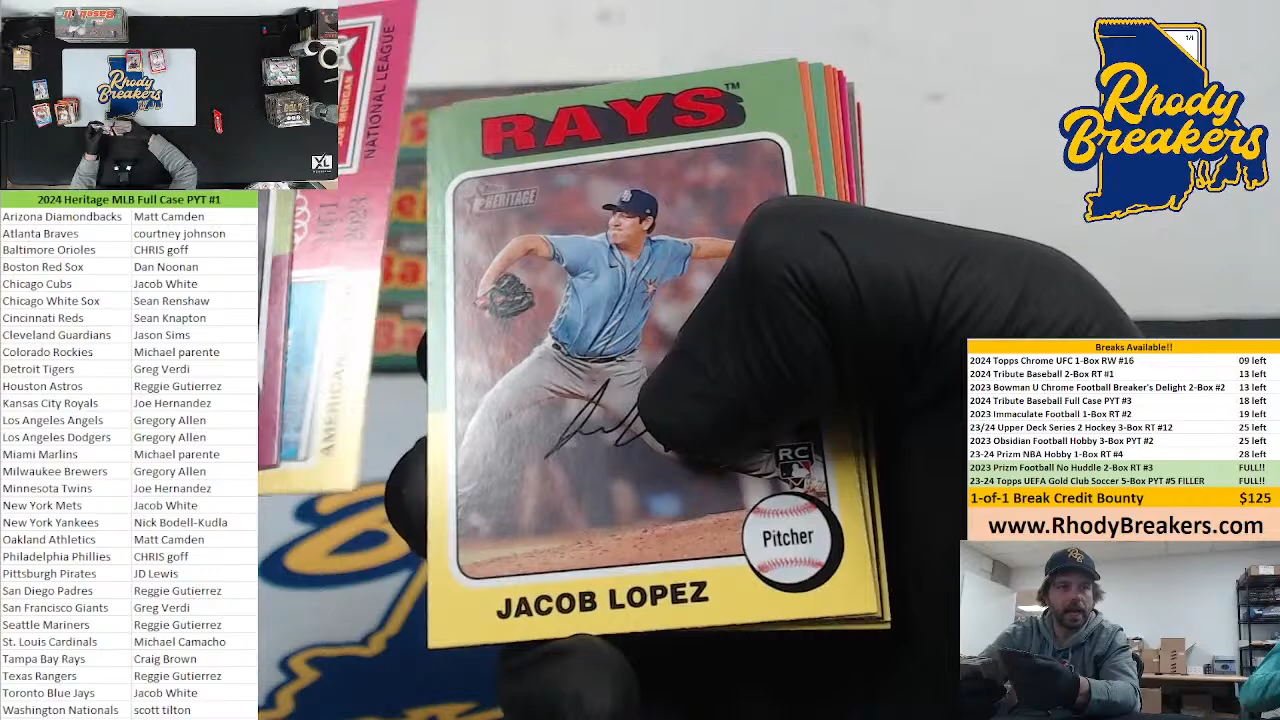 Rhody
Breakers
XL
2024 Heritage MLB Full Case PYT #1
Arizona Diamondbacks Matt Camden
Atlanta Braves courtney johnson
Baltimore Orioles CHRIS goff
Boston Red Sox Dan Noonan
Chicago Cubs Jacob White
Chicago White Sox Sean Renshaw
Cincinnati Reds Sean Knapton
Cleveland Guardians Jason Sims
Colorado Rockies Michael parente
Detroit Tigers Greg Verdi
Houston Astros Reggie Gutierrez
Kansas City Royals Joe Hernandez
Los Angeles Angels Gregory Allen
Los Angeles Dodgers Gregory Allen
Miami Marlins Michael parente
Milwaukee Brewers Gregory Allen
Minnesota Twins Joe Hernandez
New York Mets Jacob White
New York Yankees Nick Bodell-Kudla
Oakland Athletics Matt Camden
Philadelphia Phillies CHRIS goff
Pittsburgh Pirates JD Lewis
San Diego Padres Reggie Gutierrez
San Francisco Giants Greg Verdi
Seattle Mariners Reggie Gutierrez
St. Louis Cardinals Michael Camacho
Tampa Bay Rays Craig Brown
Texas Rangers Reggie Gutierrez
Toronto Blue Jays Jacob White
Washington Nationals scott tilton
NATIONAL LEAGUE
JOE MORGAN
1951
2023
AMERICAN
RAYS™
HERITAGE
RC
Pitcher
JACOB LOPEZ
1/1
Rhody
Breakers
Breaks Available!!
2024 Topps Chrome UFC 1-Box RW #16 09 left
2024 Tribute Baseball 2-Box RT #1 13 left
2023 Bowman U Chrome Football Breaker's Delight 2-Box #2 13 left
2024 Tribute Baseball Full Case PYT #3 18 left
2023 Immaculate Football 1-Box RT #2 19 left
23/24 Upper Deck Series 2 Hockey 3-Box RT #12 25 left
2023 Obsidian Football Hobby 3-Box PYT #2 25 left
23-24 Prizm NBA Hobby 1-Box RT #4 28 left
2023 Prizm Football No Huddle 2-Box RT #3 FULL!!
23-24 Topps UEFA Gold Club Soccer 5-Box PYT #5 FILLER FULL!!
1-of-1 Break Credit Bounty $125
www.RhodyBreakers.com